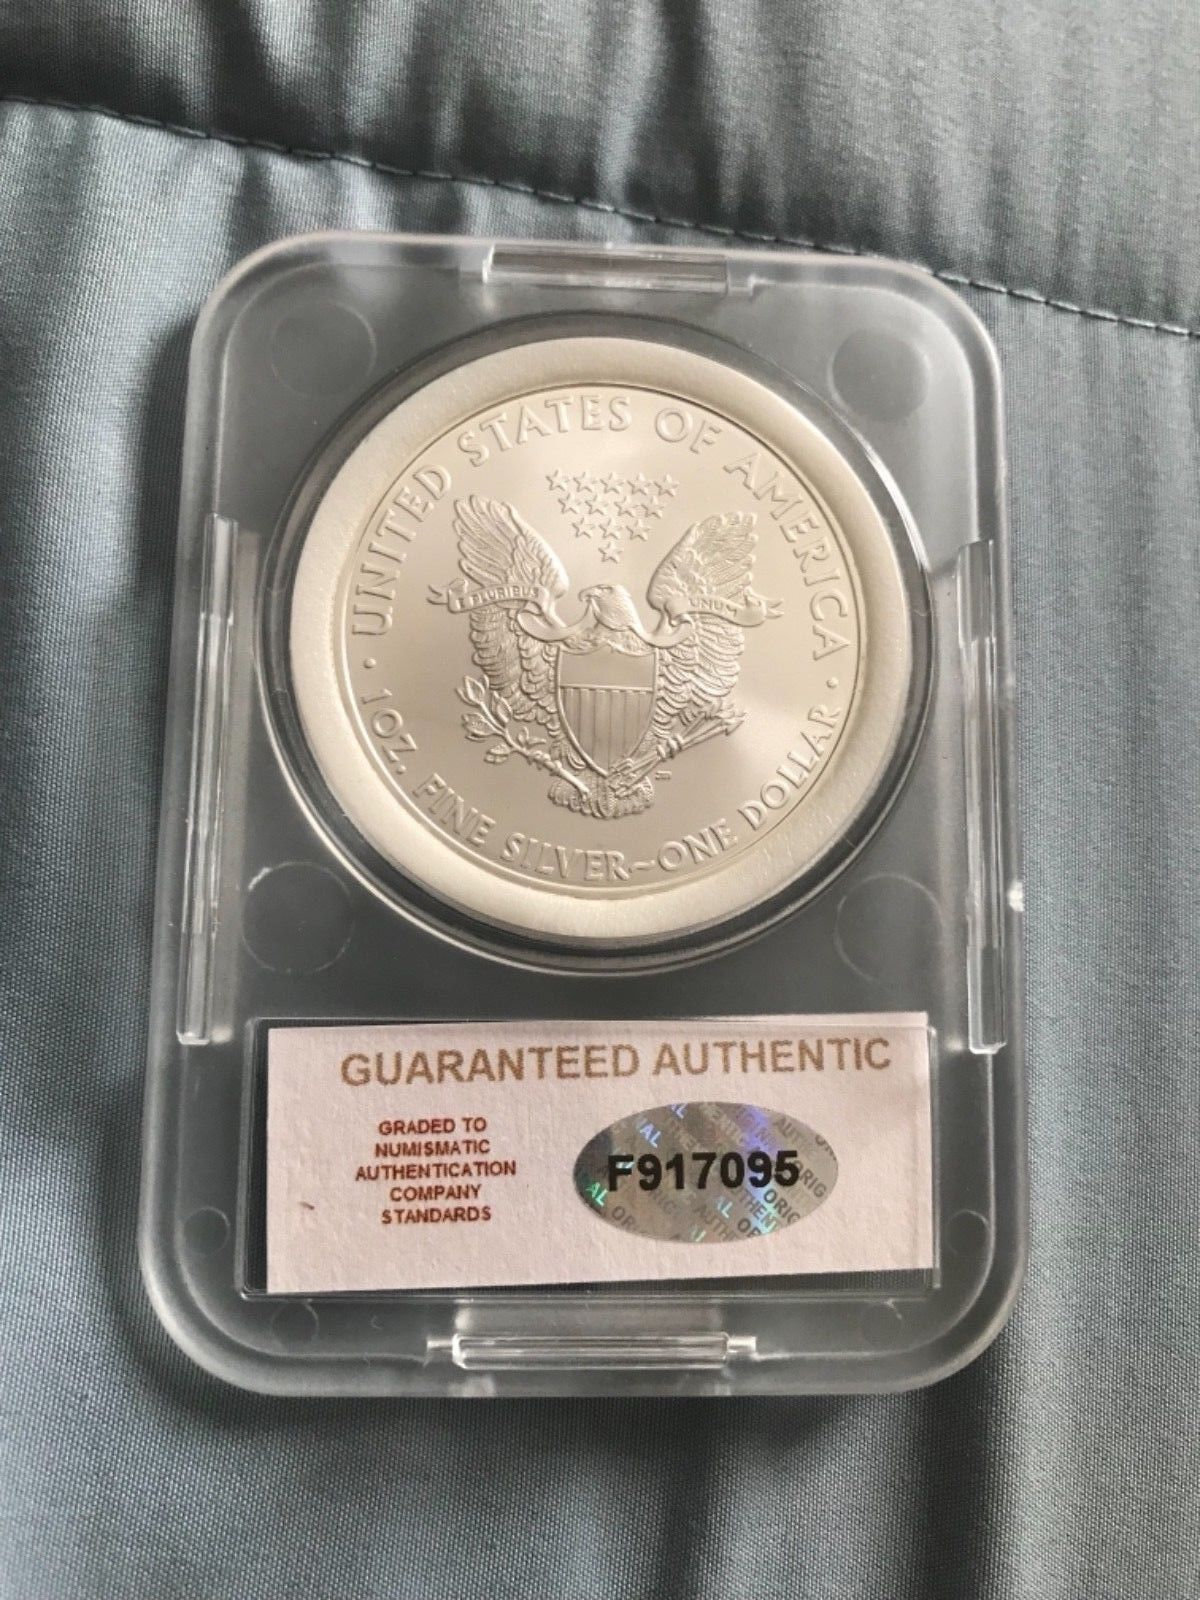 UNITED STATES OF AMERICA
E PLURIBUS UNUM
1 OZ. FINE SILVER~ONE DOLLAR
GUARANTEED AUTHENTIC
GRADED TO
NUMISMATIC
AUTHENTICATION
COMPANY
STANDARDS
F917095